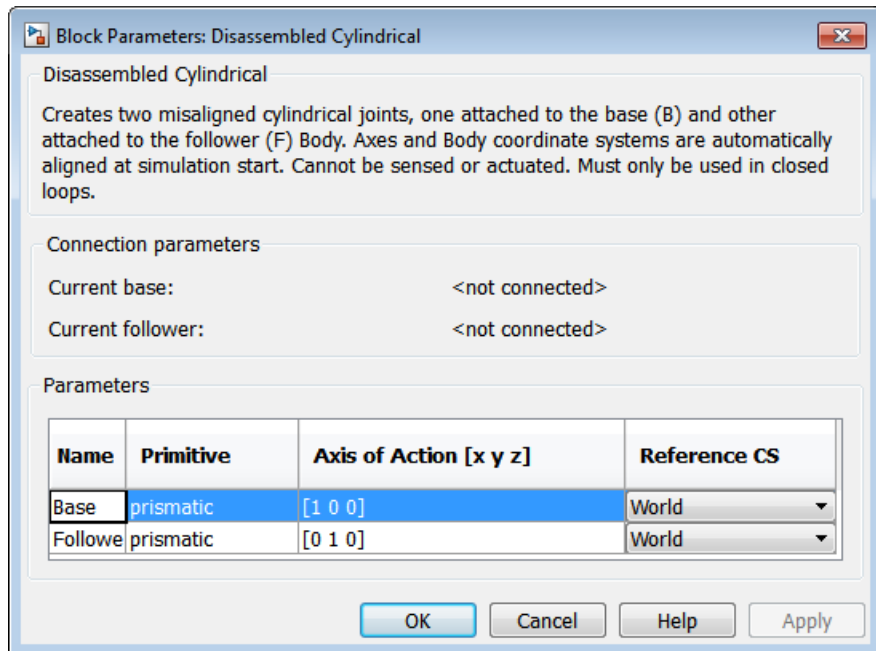 Block Parameters: Disassembled Cylindrical
Disassembled Cylindrical
Creates two misaligned cylindrical joints, one attached to the base (B) and other
attached to the follower (F) Body. Axes and Body coordinate systems are automatically
aligned at simulation start. Cannot be sensed or actuated. Must only be used in closed
loops.
Connection parameters
Current base: <not connected>
Current follower: <not connected>
Parameters
Name Primitive Axis of Action [x y z] Reference CS
Base prismatic [1 0 0] World
Followe prismatic [0 1 0] World
OK Cancel Help Apply